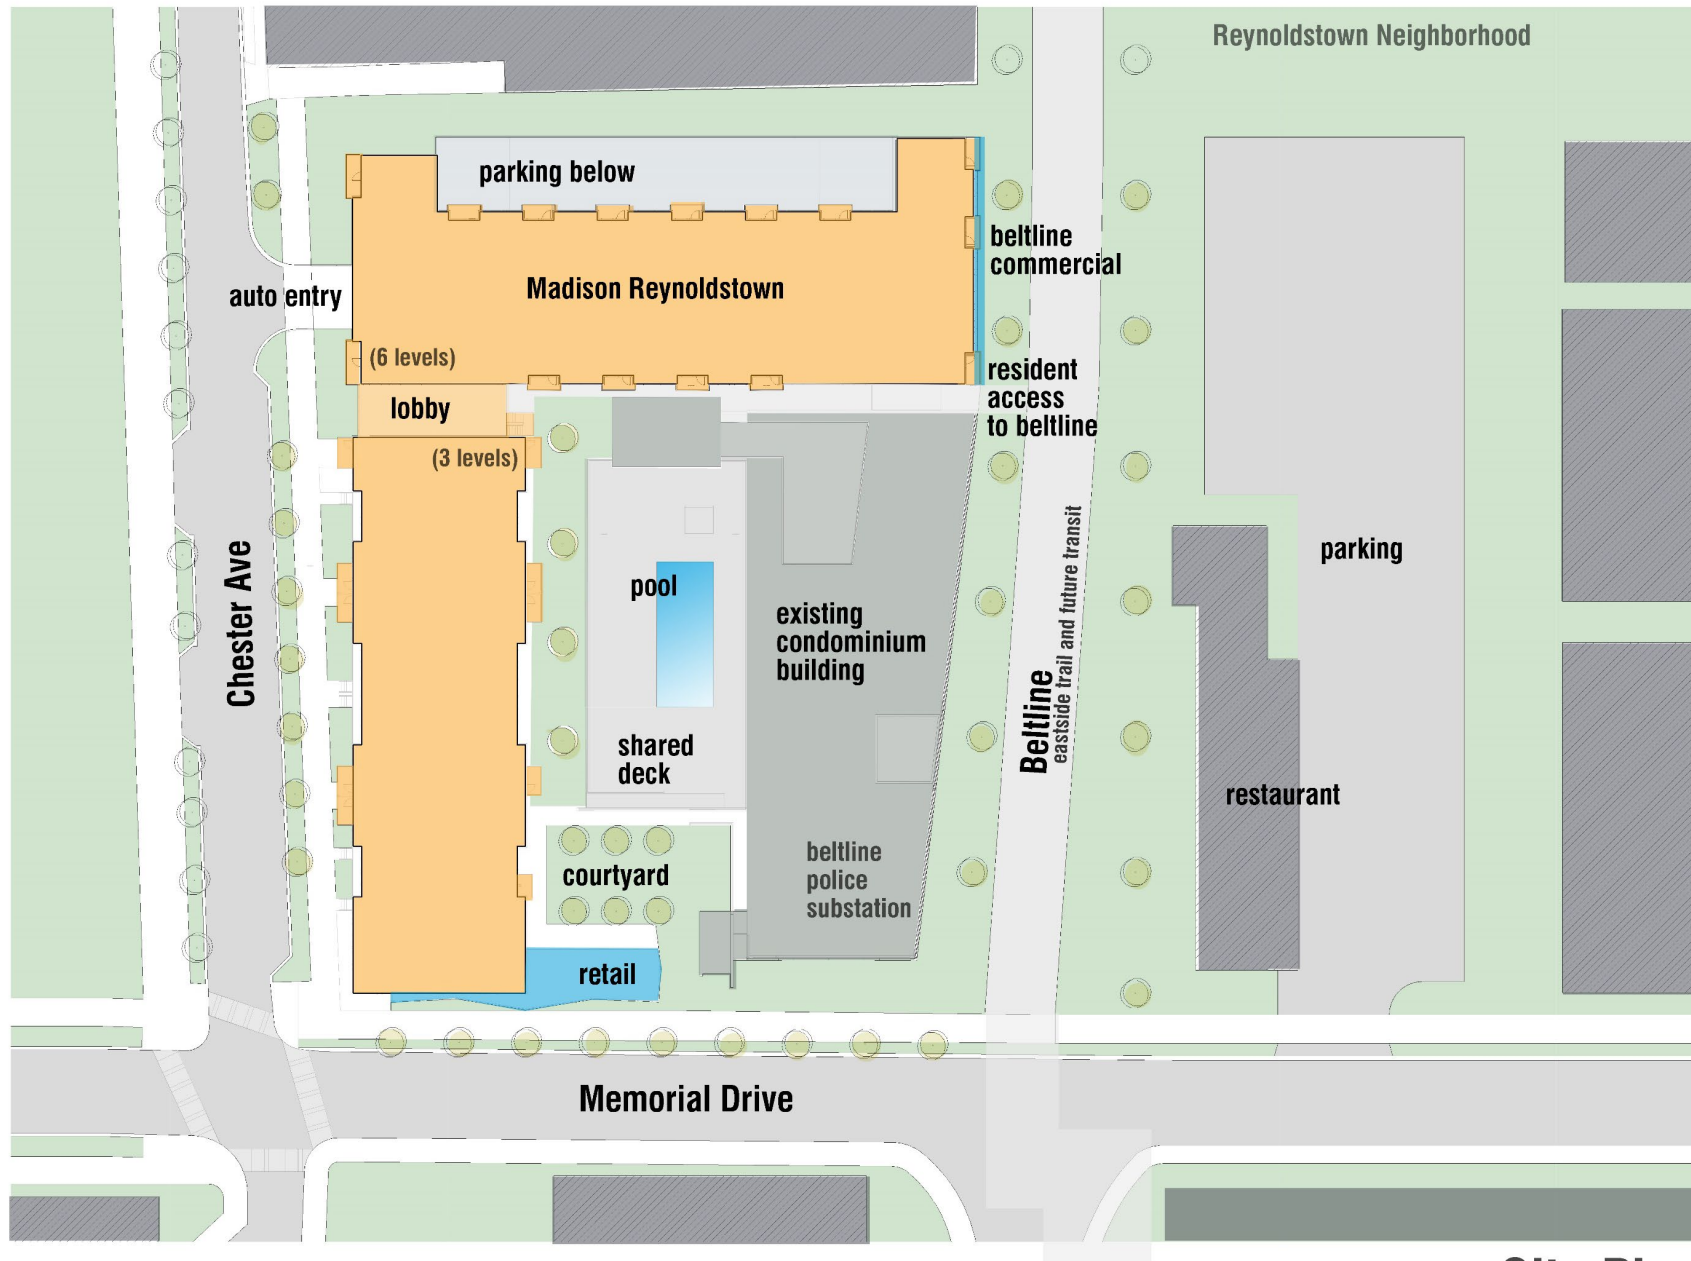 Reynoldstown Neighborhood
parking below
beltline
commercial
auto entry
Madison Reynoldstown
(6 levels)
resident
access
to beltline
lobby
(3 levels)
Chester Ave
pool
existing
condominium
building
parking
Beltline
eastside trail and future transit
shared
deck
restaurant
beltline
police
substation
courtyard
retail
Memorial Drive